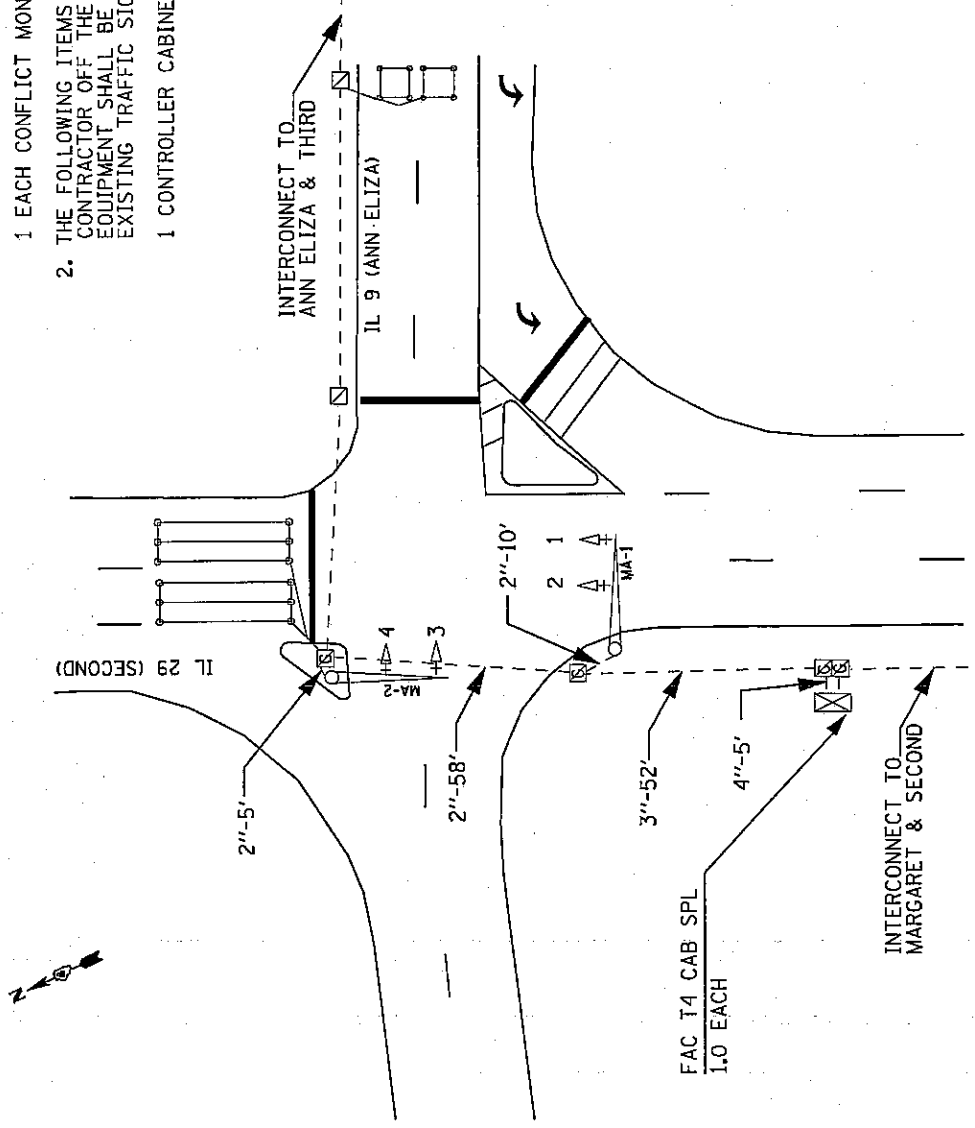 1 EACH CONFLICT MON
2. THE FOLLOWING ITEMS
CONTRACTOR OFF THE
EQUIPMENT SHALL BE
EXISTING TRAFFIC SIG
1 CONTROLLER CABINE
INTERCONNECT TO
ANN ELIZA & THIRD
IL 9 (ANN ELIZA)
IL 29 (SECOND)
N
4
3
MA-2
2''-5'
2''-58'
2''-10'
2
1
MA-1
3''-52'
4''-5'
FAC T4 CAB SPL
1.0 EACH
INTERCONNECT TO
MARGARET & SECOND